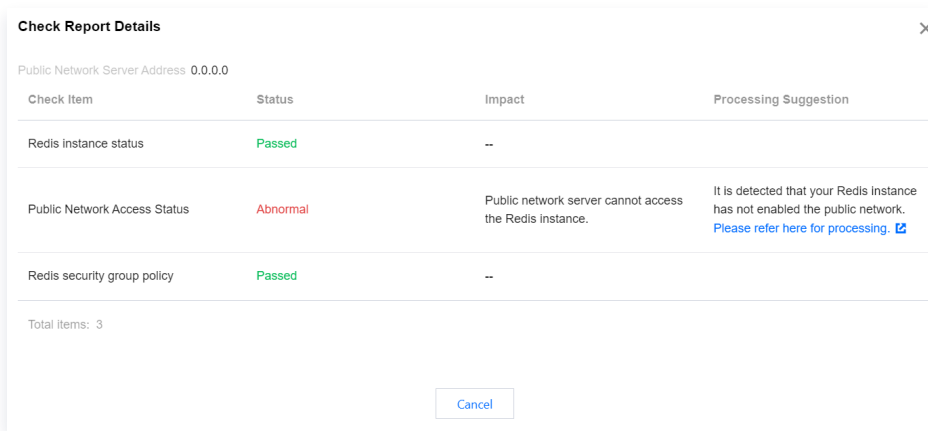 Check Report Details
Public Network Server Address 0.0.0.0
Check Item Status Impact Processing Suggestion
Redis instance status Passed --
Public Network Access Status Abnormal Public network server cannot access
the Redis instance.
It is detected that your Redis instance
has not enabled the public network.
Please refer here for processing.
Redis security group policy Passed --
Total items: 3
Cancel